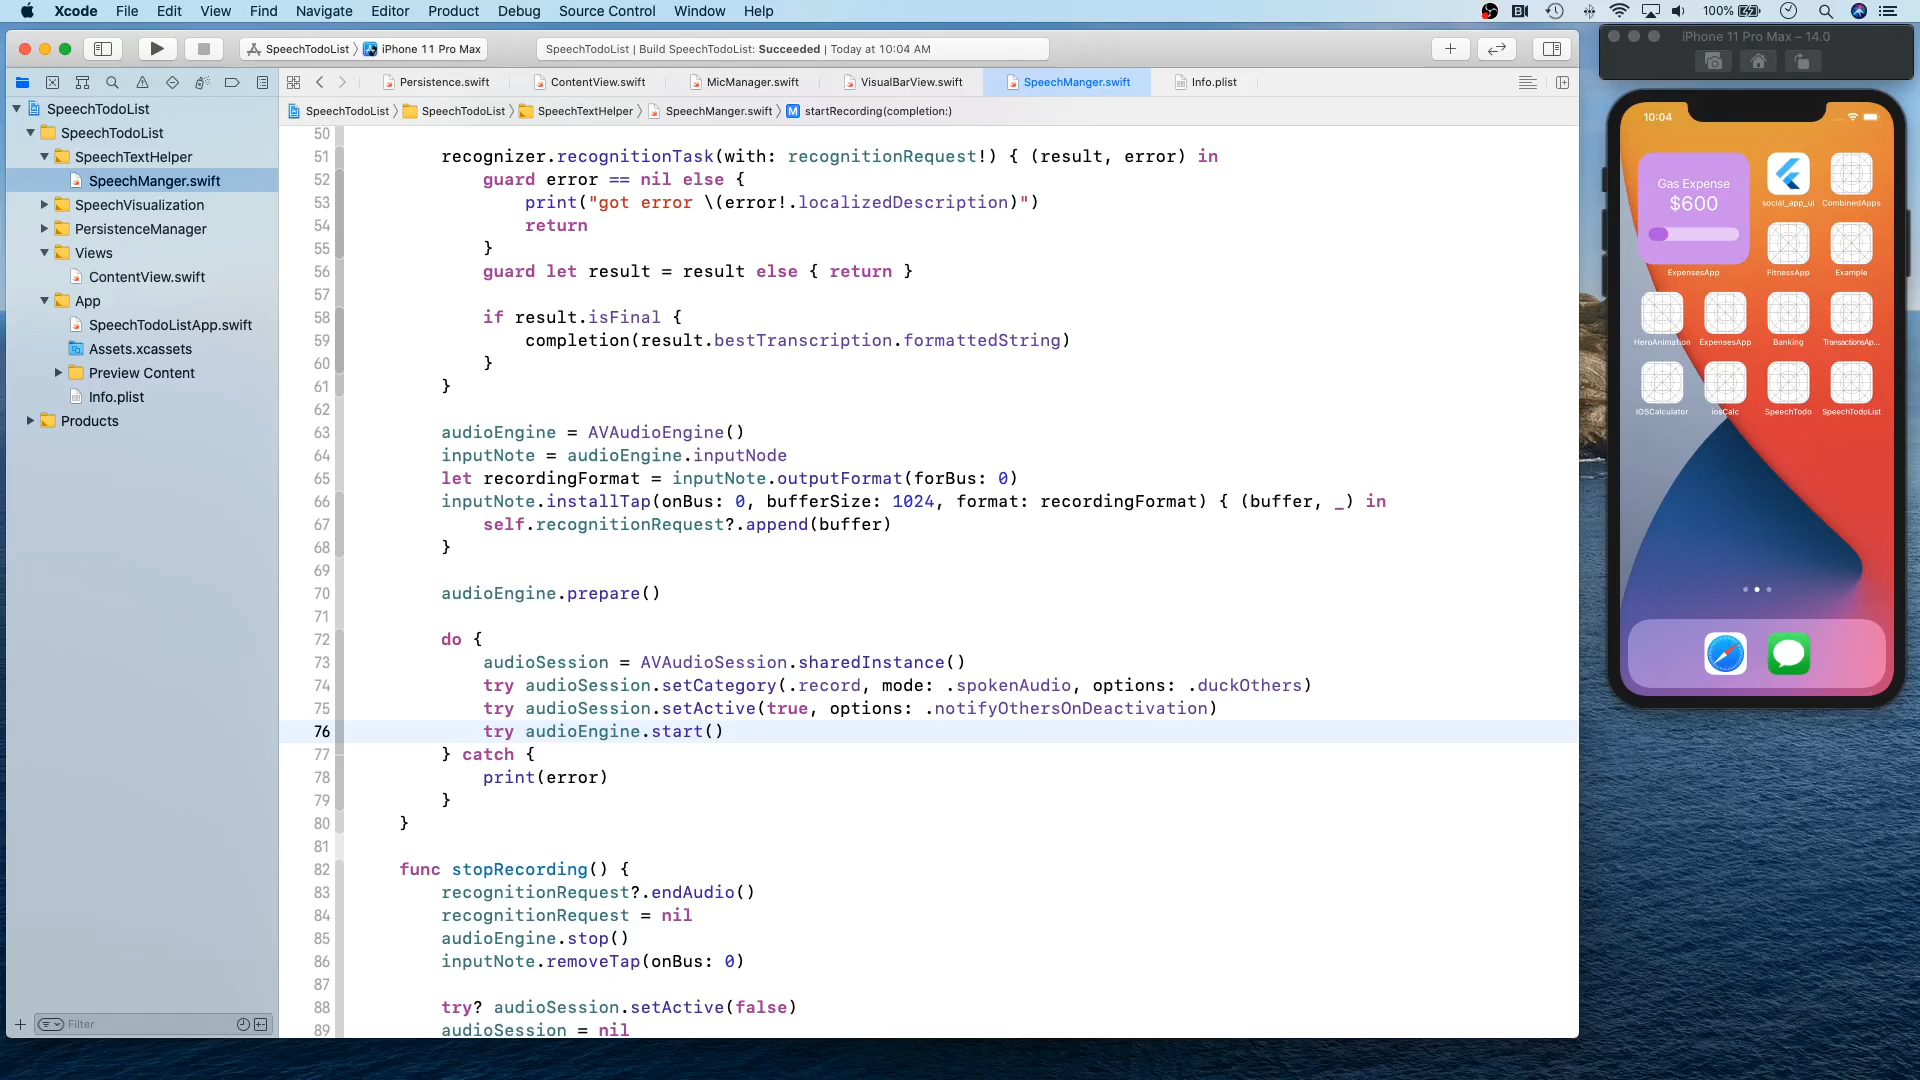 Xcode File Edit View Find Navigate Editor Product Debug Source Control Window Help 100%
SpeechTodoList iPhone 11 Pro Max SpeechTodoList | Build SpeechTodoList: Succeeded | Today at 10:04 AM
iPhone 11 Pro Max – 14.0
Persistence.swift ContentView.swift MicManager.swift VisualBarView.swift SpeechManger.swift Info.plist
SpeechTodoList SpeechTodoList SpeechTextHelper SpeechManger.swift M startRecording(completion:)
SpeechTodoList
SpeechTodoList
SpeechTextHelper
SpeechManger.swift
SpeechVisualization
PersistenceManager
Views
ContentView.swift
App
SpeechTodoListApp.swift
Assets.xcassets
Preview Content
Info.plist
Products
Filter
50
51 recognizer.recognitionTask(with: recognitionRequest!) { (result, error) in
52 guard error == nil else {
53 print("got error \(error!.localizedDescription)")
54 return
55 }
56 guard let result = result else { return }
57
58 if result.isFinal {
59 completion(result.bestTranscription.formattedString)
60 }
61 }
62
63 audioEngine = AVAudioEngine()
64 inputNote = audioEngine.inputNode
65 let recordingFormat = inputNote.outputFormat(forBus: 0)
66 inputNote.installTap(onBus: 0, bufferSize: 1024, format: recordingFormat) { (buffer, _) in
67 self.recognitionRequest?.append(buffer)
68 }
69
70 audioEngine.prepare()
71
72 do {
73 audioSession = AVAudioSession.sharedInstance()
74 try audioSession.setCategory(.record, mode: .spokenAudio, options: .duckOthers)
75 try audioSession.setActive(true, options: .notifyOthersOnDeactivation)
76 try audioEngine.start()
77 } catch {
78 print(error)
79 }
80 }
81
82 func stopRecording() {
83 recognitionRequest?.endAudio()
84 recognitionRequest = nil
85 audioEngine.stop()
86 inputNote.removeTap(onBus: 0)
87
88 try? audioSession.setActive(false)
89 audioSession = nil
10:04
Gas Expense
$600
social_app_ui CombinedApps
ExpensesApp FitnessApp Example
HeroAnimation ExpensesApp Banking TransactionsAp...
iOSCalculator iosCalc SpeechTodo SpeechTodoList